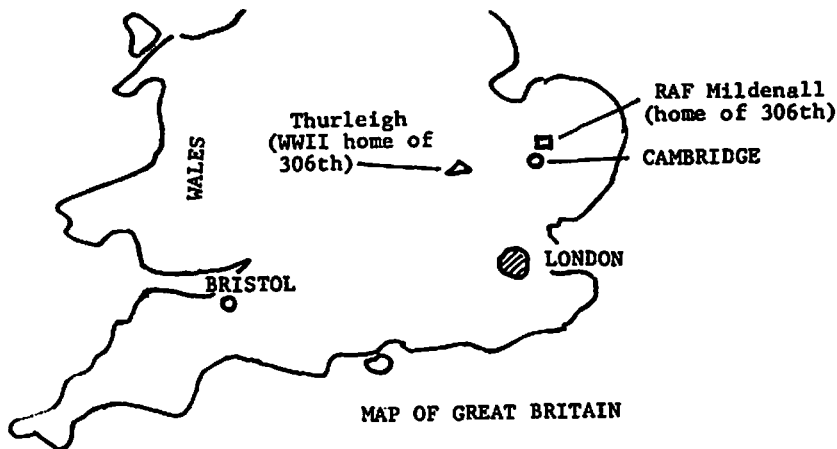 RAF Mildenall
(home of 306th)
Thurleigh
(WWII home of
306th)
CAMBRIDGE
WALES
LONDON
BRISTOL
MAP OF GREAT BRITAIN